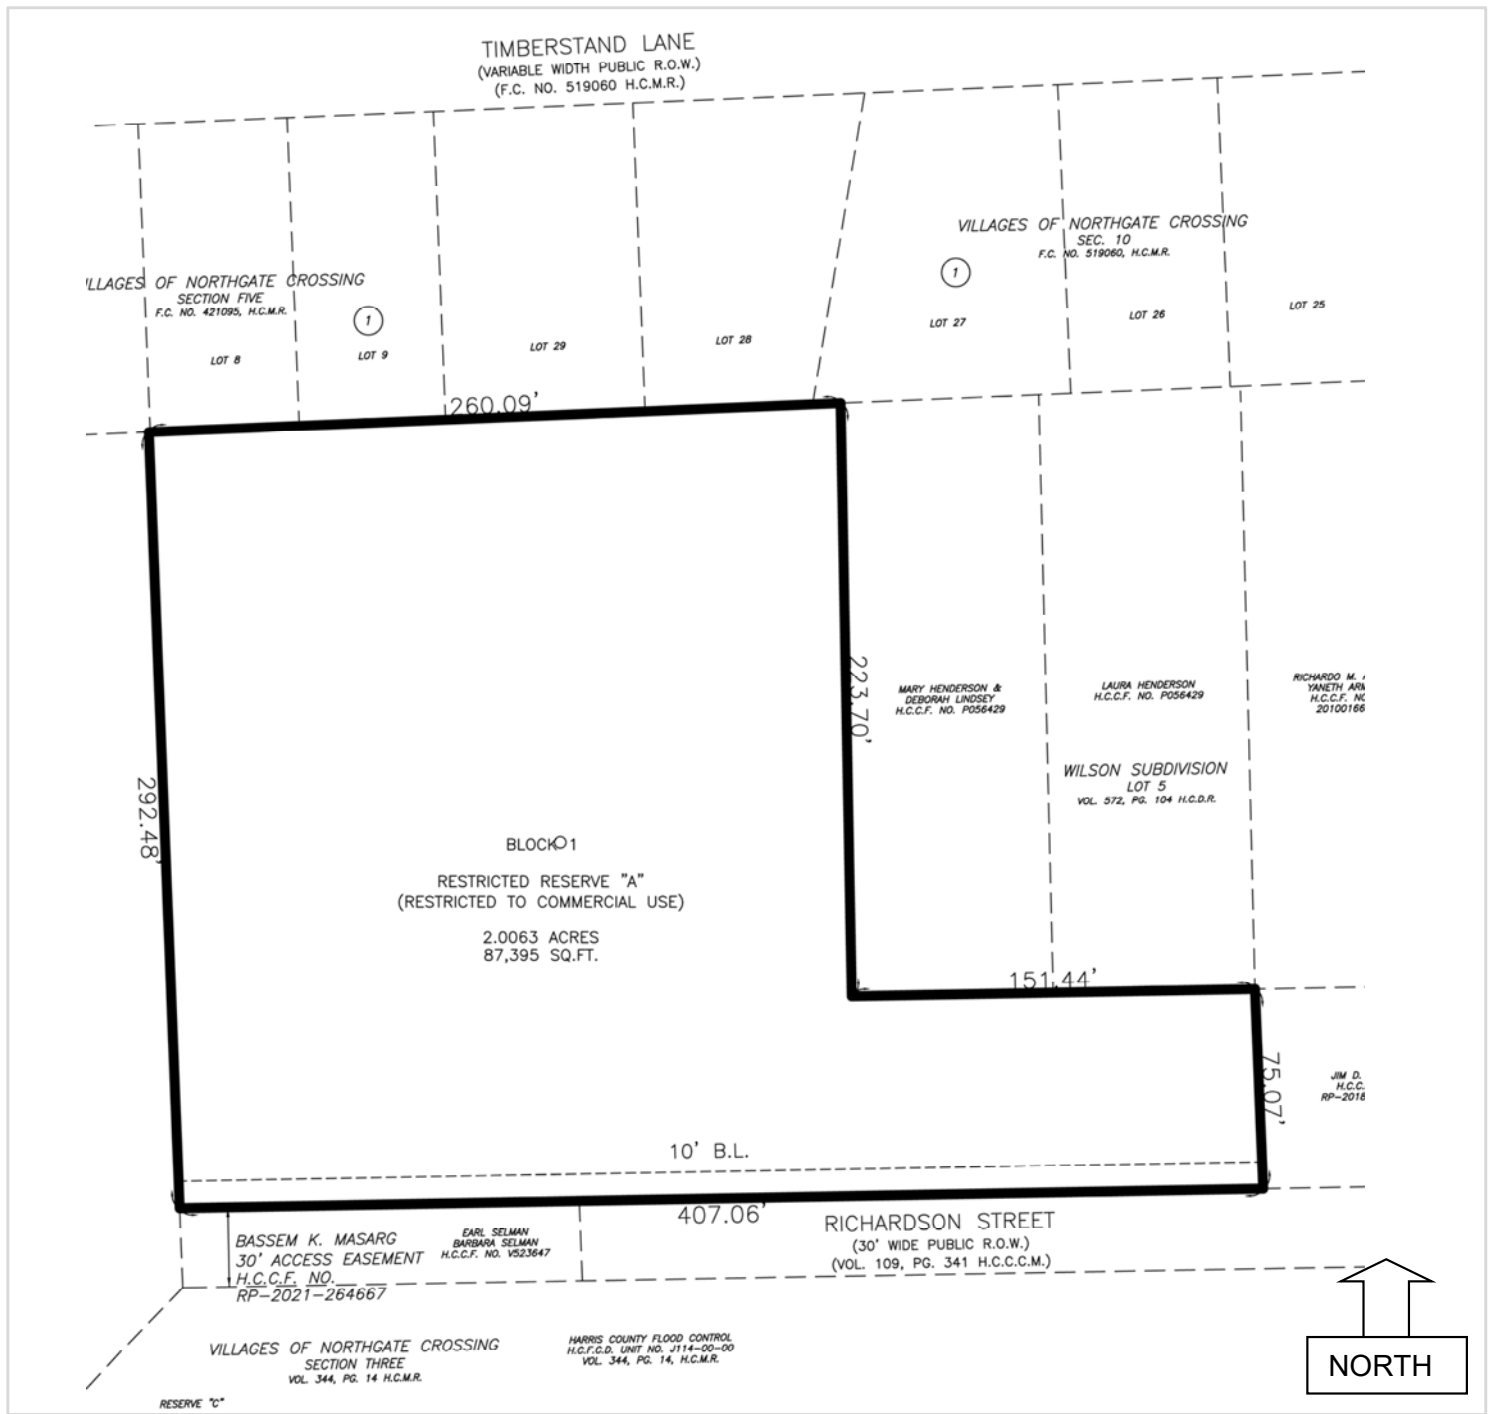 TIMBERSTAND LANE
(VARIABLE WIDTH PUBLIC R.O.W.)
(F.C. NO. 519060 H.C.M.R.)
VILLAGES OF NORTHGATE CROSSING
SEC. 10
F.C. NO. 519060, H.C.M.R.
1
ILLAGES OF NORTHGATE CROSSING
SECTION FIVE
F.C. NO. 421095, H.C.M.R.
1
LOT 8
LOT 9
LOT 29
LOT 28
LOT 27
LOT 26
LOT 25
260.09'
223.70'
292.48'
MARY HENDERSON &
DEBORAH LINDSEY
H.C.C.F. NO. P056429
LAURA HENDERSON
H.C.C.F. NO. P056429
RICHARDO M.
YANETH ARM
H.C.C.F. NO
20100166
WILSON SUBDIVISION
LOT 5
VOL. 572, PG. 104 H.C.D.R.
BLOCK 1
RESTRICTED RESERVE "A"
(RESTRICTED TO COMMERCIAL USE)
2.0063 ACRES
87,395 SQ.FT.
151.44'
75.07'
JIM D.
H.C.C.
RP-2018
10' B.L.
407.06'
RICHARDSON STREET
(30' WIDE PUBLIC R.O.W.)
(VOL. 109, PG. 341 H.C.C.C.M.)
BASSEM K. MASARG
30' ACCESS EASEMENT
H.C.C.F. NO.
RP-2021-264667
EARL SELMAN
BARBARA SELMAN
H.C.C.F. NO. V523647
VILLAGES OF NORTHGATE CROSSING
SECTION THREE
VOL. 344, PG. 14 H.C.M.R.
HARRIS COUNTY FLOOD CONTROL
H.C.F.C.D. UNIT NO. J114-00-00
VOL. 344, PG. 14, H.C.M.R.
RESERVE "C"
NORTH